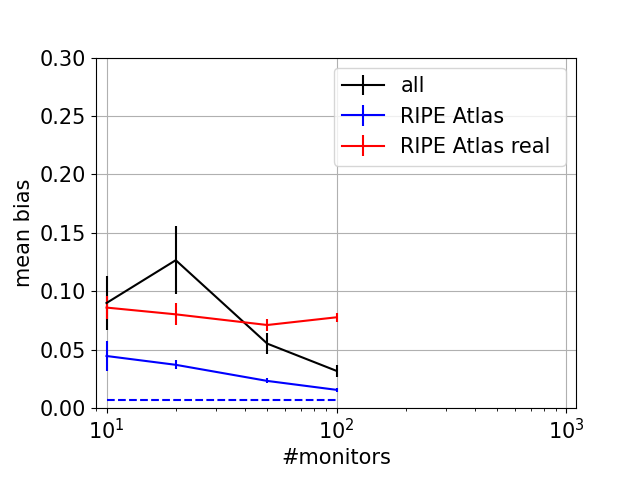 0.30
0.25
0.20
0.15
0.10
0.05
0.00
mean bias
all
RIPE Atlas
RIPE Atlas real
10¹ 10² 10³
#monitors